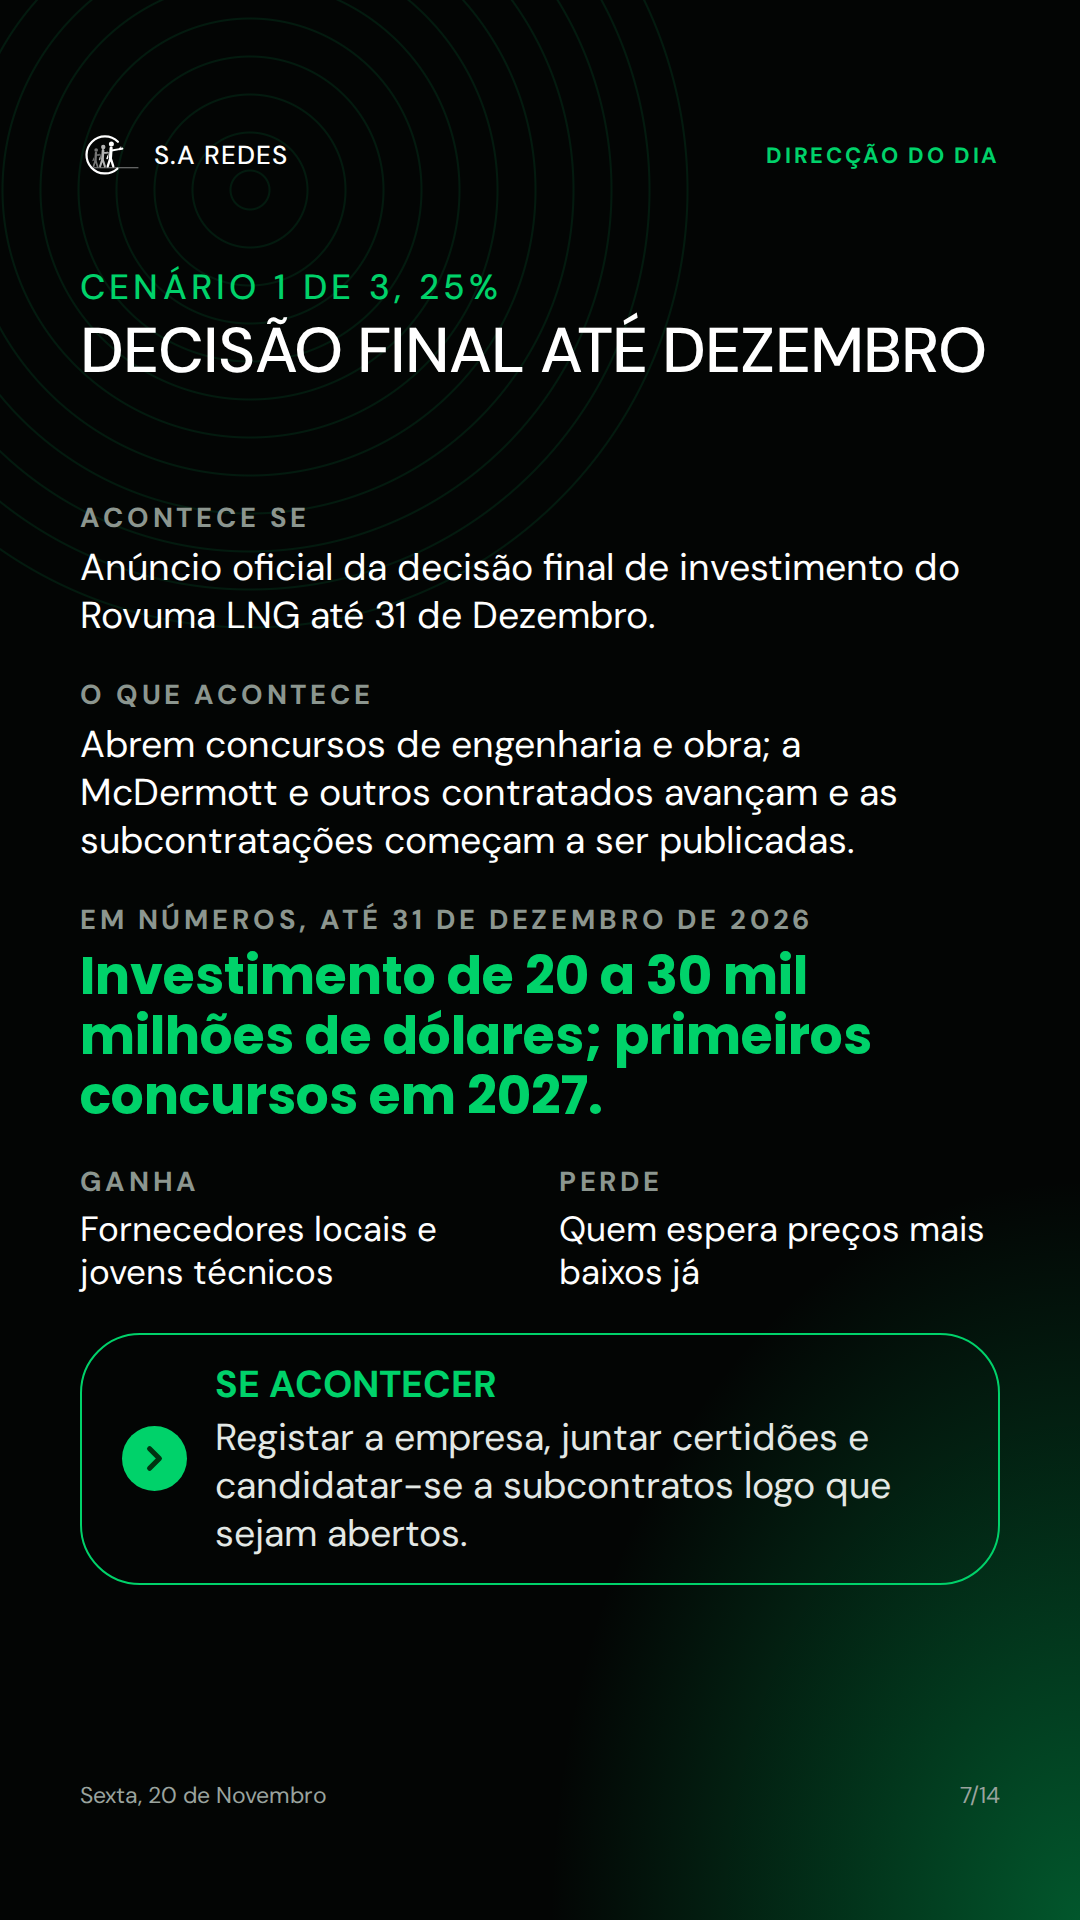 S.A REDES
DIRECÇÃO DO DIA
CENÁRIO 1 DE 3, 25%
DECISÃO FINAL ATÉ DEZEMBRO
ACONTECE SE
Anúncio oficial da decisão final de investimento do
Rovuma LNG até 31 de Dezembro.
O QUE ACONTECE
Abrem concursos de engenharia e obra; a
McDermott e outros contratados avançam e as
subcontratações começam a ser publicadas.
EM NÚMEROS, ATÉ 31 DE DEZEMBRO DE 2026
Investimento de 20 a 30 mil
milhões de dólares; primeiros
concursos em 2027.
GANHA
Fornecedores locais e
jovens técnicos
PERDE
Quem espera preços mais
baixos já
SE ACONTECER
Registar a empresa, juntar certidões e
candidatar-se a subcontratos logo que
sejam abertos.
Sexta, 20 de Novembro
7/14